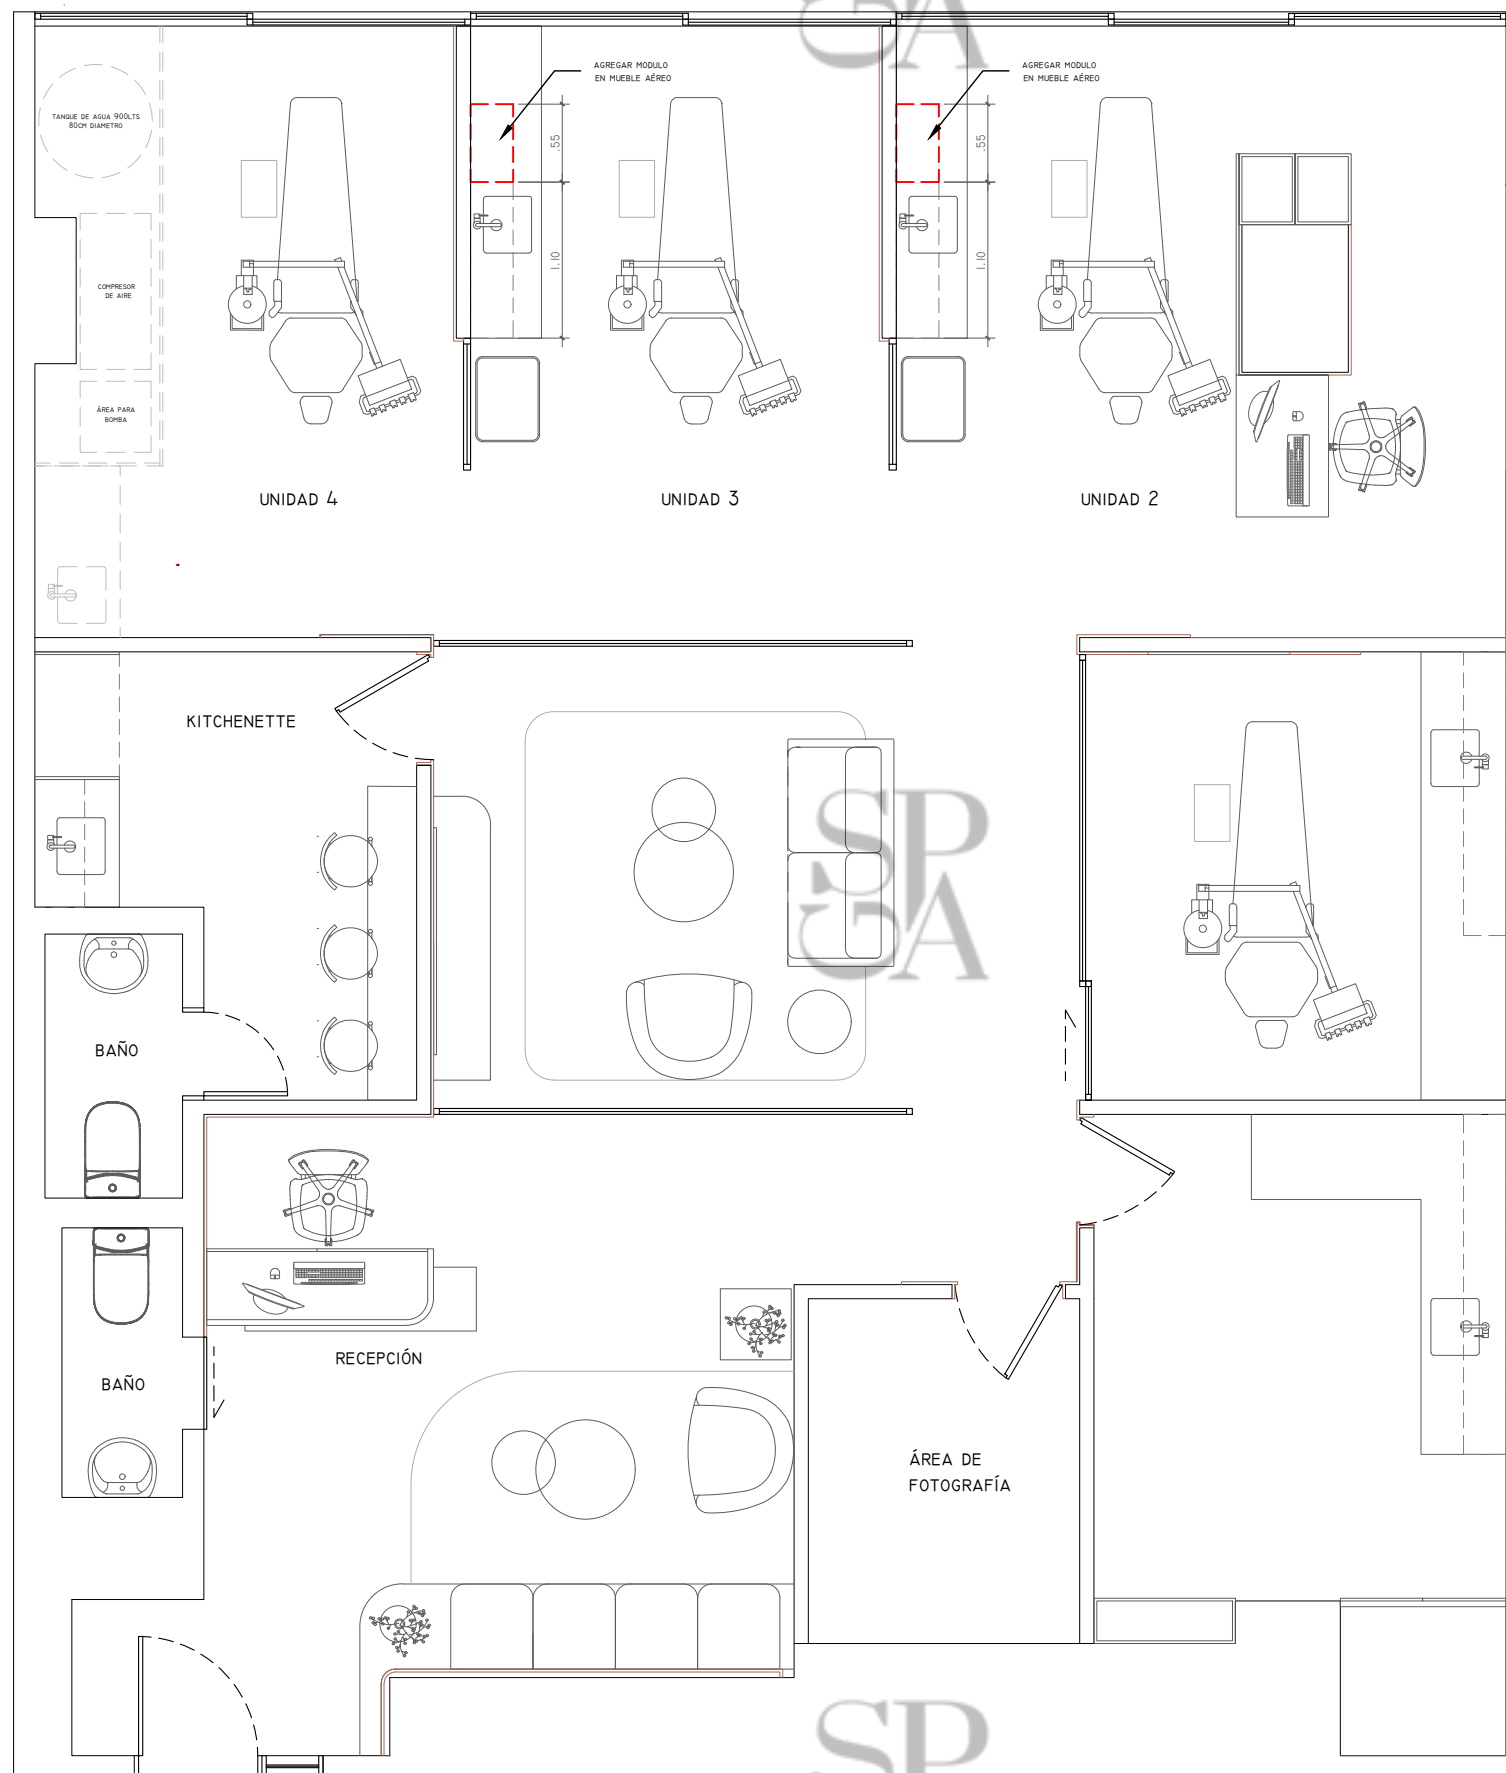 AGREGAR MODULO
EN MUEBLE AÉREO
AGREGAR MODULO
EN MUEBLE AÉREO
TANQUE DE AGUA 900LTS
80CM DIAMETRO
.55
.55
1.10
1.10
COMPRESOR
DE AIRE
ÁREA PARA
BOMBA
UNIDAD 4
UNIDAD 3
UNIDAD 2
KITCHENETTE
SP
BAÑO
RECEPCIÓN
BAÑO
ÁREA DE
FOTOGRAFÍA
SP